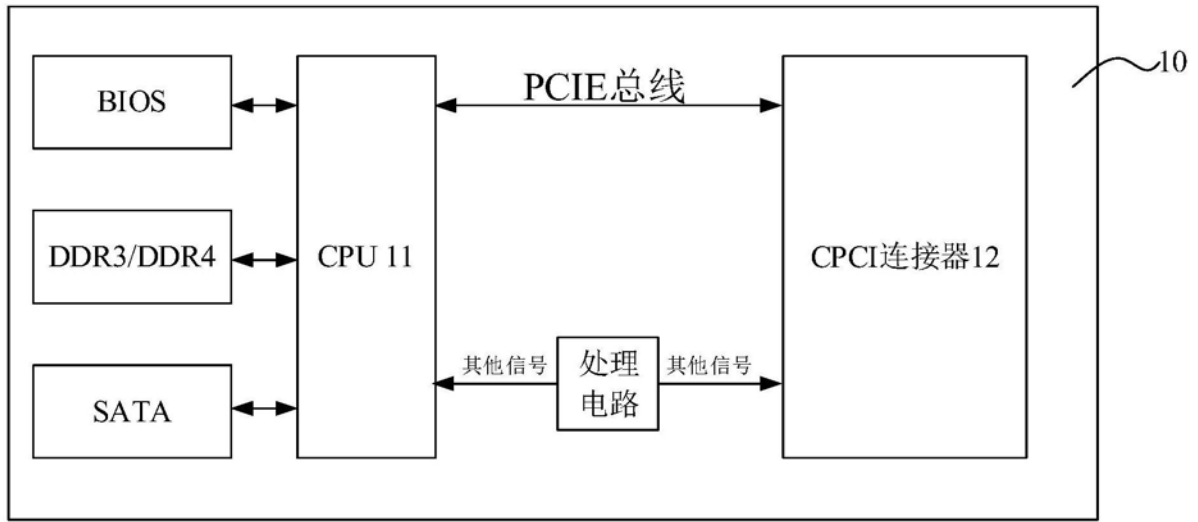 PCIE总线
10
BIOS
DDR3/DDR4
CPU 11
CPCI连接器12
其他信号
处理
电路
其他信号
SATA